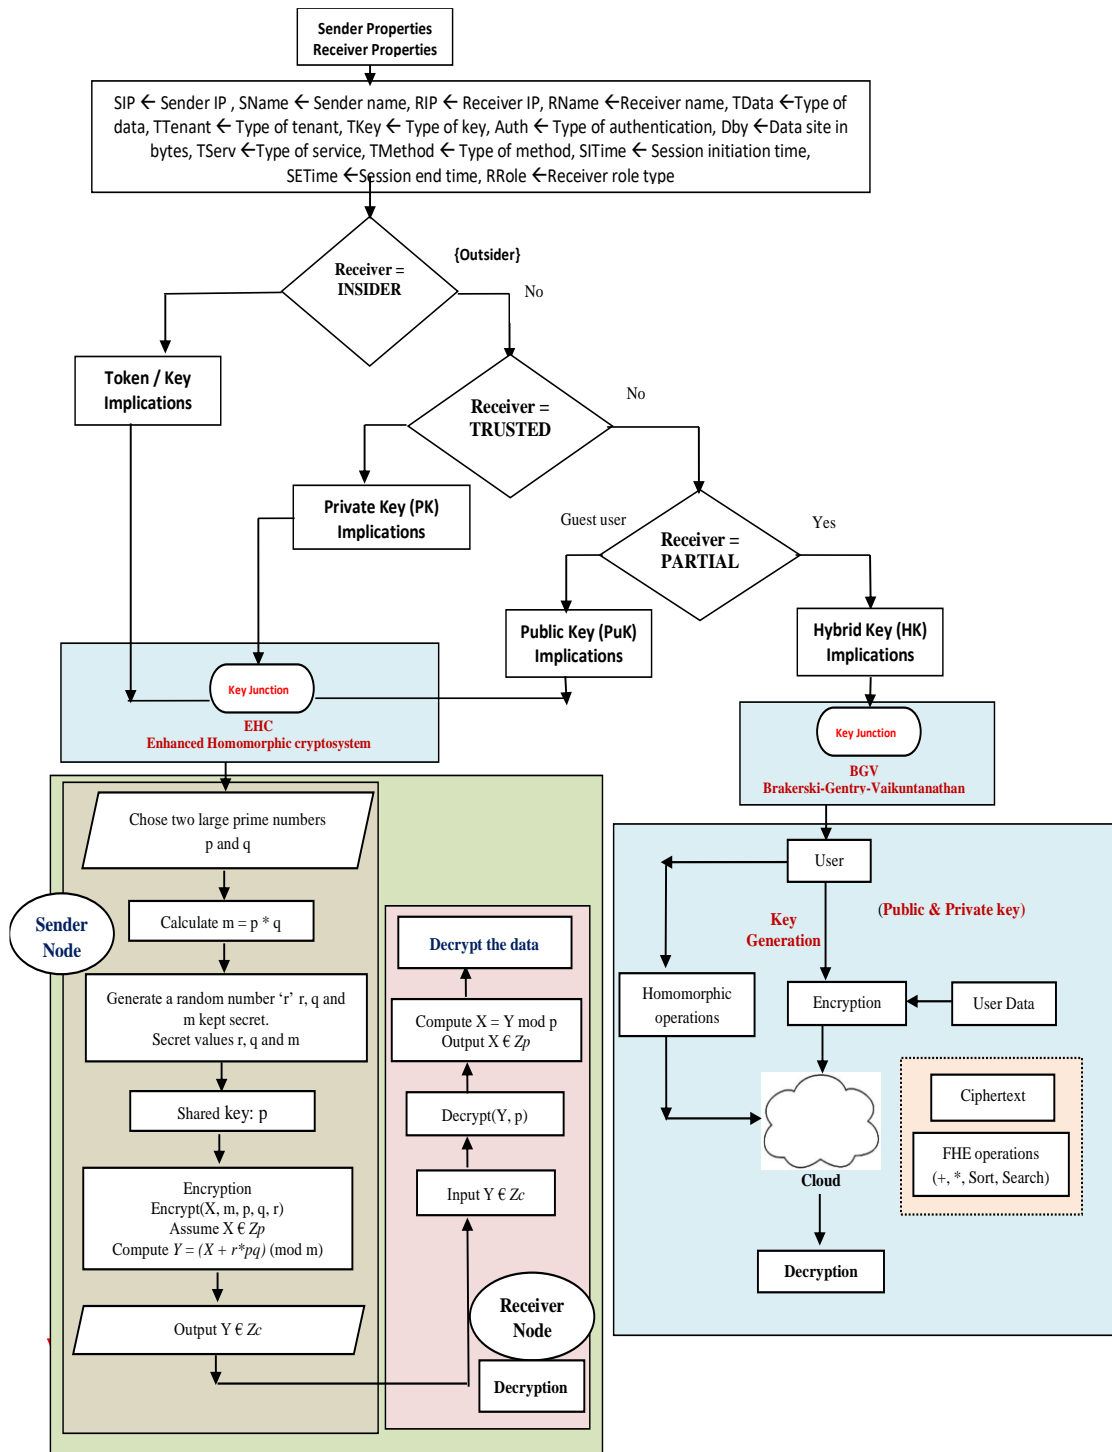 Sender Properties
Receiver Properties
SIP ← Sender IP , SName ← Sender name, RIP ← Receiver IP, RName ←Receiver name, TData ←Type of
data, TTenant ← Type of tenant, TKey ← Type of key, Auth ← Type of authentication, Dby ←Data site in
bytes, TServ ←Type of service, TMethod ← Type of method, SITime ← Session initiation time,
SETime ←Session end time, RRole ←Receiver role type
{Outsider}
Receiver =
INSIDER
No
Token / Key
Implications
Receiver =
TRUSTED
No
Private Key (PK)
Implications
Guest user
Receiver =
PARTIAL
Yes
Public Key (PuK)
Implications
Hybrid Key (HK)
Implications
Key Junction
EHC
Enhanced Homomorphic cryptosystem
Key Junction
BGV
Brakerski-Gentry-Vaikuntanathan
Chose two large prime numbers
p and q
Sender
Node
Calculate m = p * q
Generate a random number ‘r’ r, q and
m kept secret.
Secret values r, q and m
Shared key: p
Encryption
Encrypt(X, m, p, q, r)
Assume X € Zp
Compute Y = (X + r*pq) (mod m)
Output Y € Zc
Decrypt the data
Compute X = Y mod p
Output X € Zp
Decrypt(Y, p)
Input Y € Zc
Receiver
Node
Decryption
User
Key
Generation
(Public & Private key)
Homomorphic
operations
Encryption
User Data
Cloud
Ciphertext
FHE operations
(+, *, Sort, Search)
Decryption